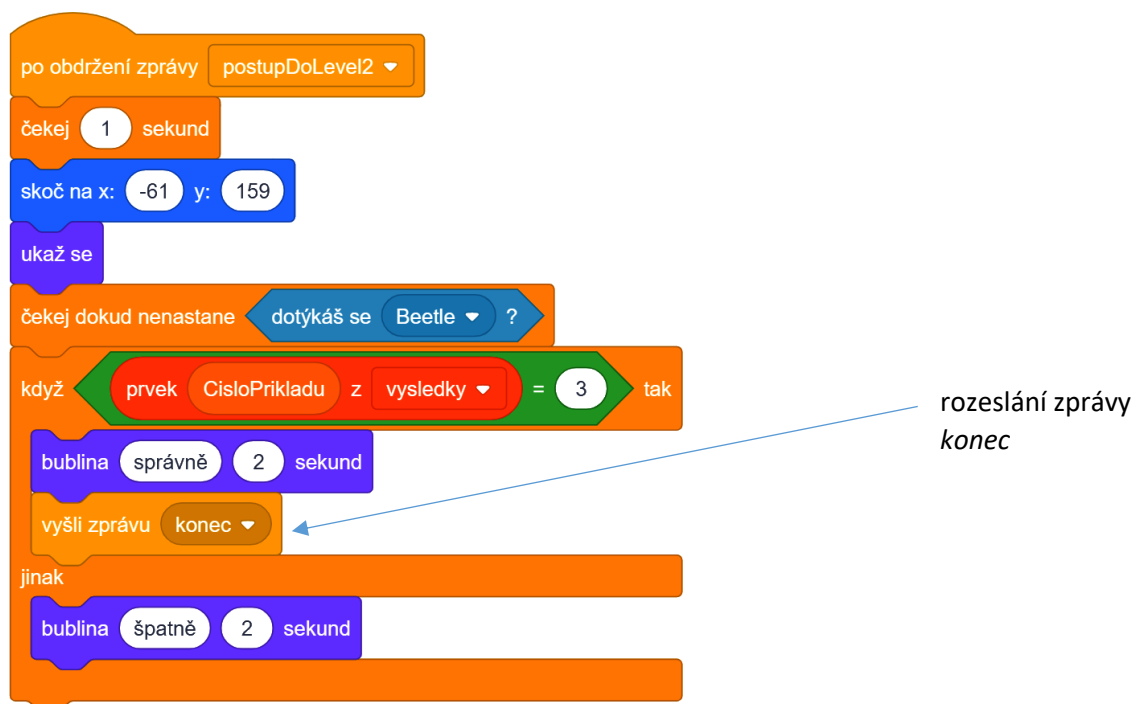 po obdržení zprávy postupDoLevel2
čekej 1 sekund
skoč na x: -61 y: 159
ukaž se
čekej dokud nenastane dotýkáš se Beetle ?
když prvek CisloPrikladu z vysledky = 3 tak
bublina správně 2 sekund
vyšli zprávu konec
jinak
bublina špatně 2 sekund
rozeslání zprávy
konec